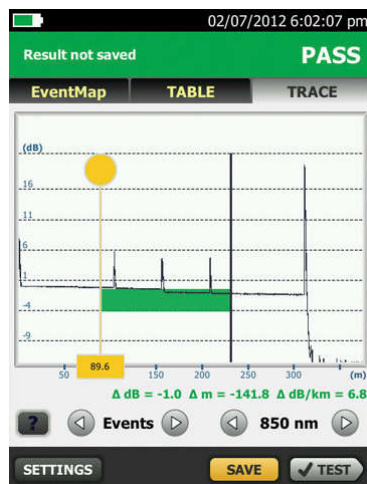 02/07/2012 6:02:07 pm
Result not saved
PASS
EventMap TABLE TRACE
(dB)
16
11
6
1
-4
-9
50 89.6 150 200 250 300 (m)
Δ dB = -1.0 Δ m = -141.8 Δ dB/km = 6.8
? Events 850 nm
SETTINGS SAVE TEST